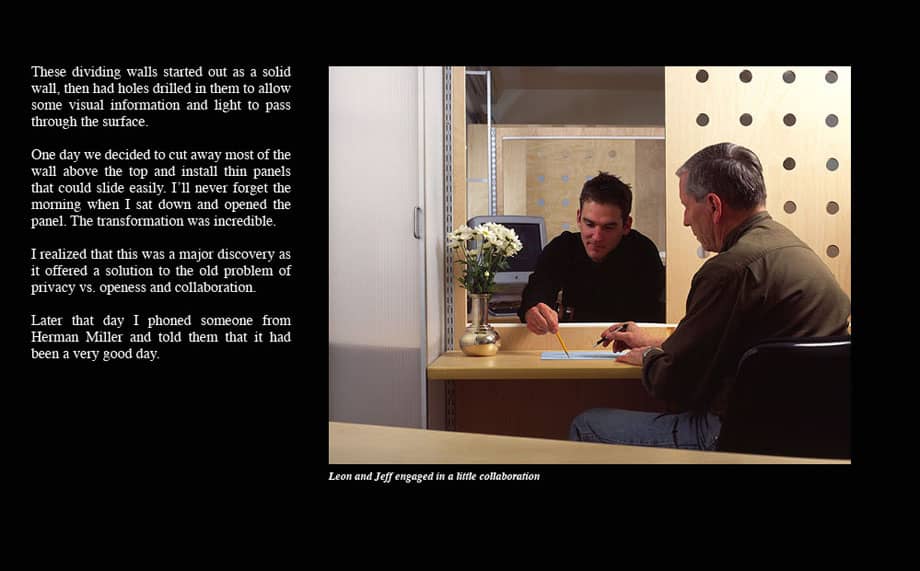 These dividing walls started out as a solid
wall, then had holes drilled in them to allow
some visual information and light to pass
through the surface.
One day we decided to cut away most of the
wall above the top and install thin panels
that could slide easily. I'll never forget the
morning when I sat down and opened the
panel. The transformation was incredible.
I realized that this was a major discovery as
it offered a solution to the old problem of
privacy vs. openess and collaboration.
Later that day I phoned someone from
Herman Miller and told them that it had
been a very good day.
Leon and Jeff engaged in a little collaboration